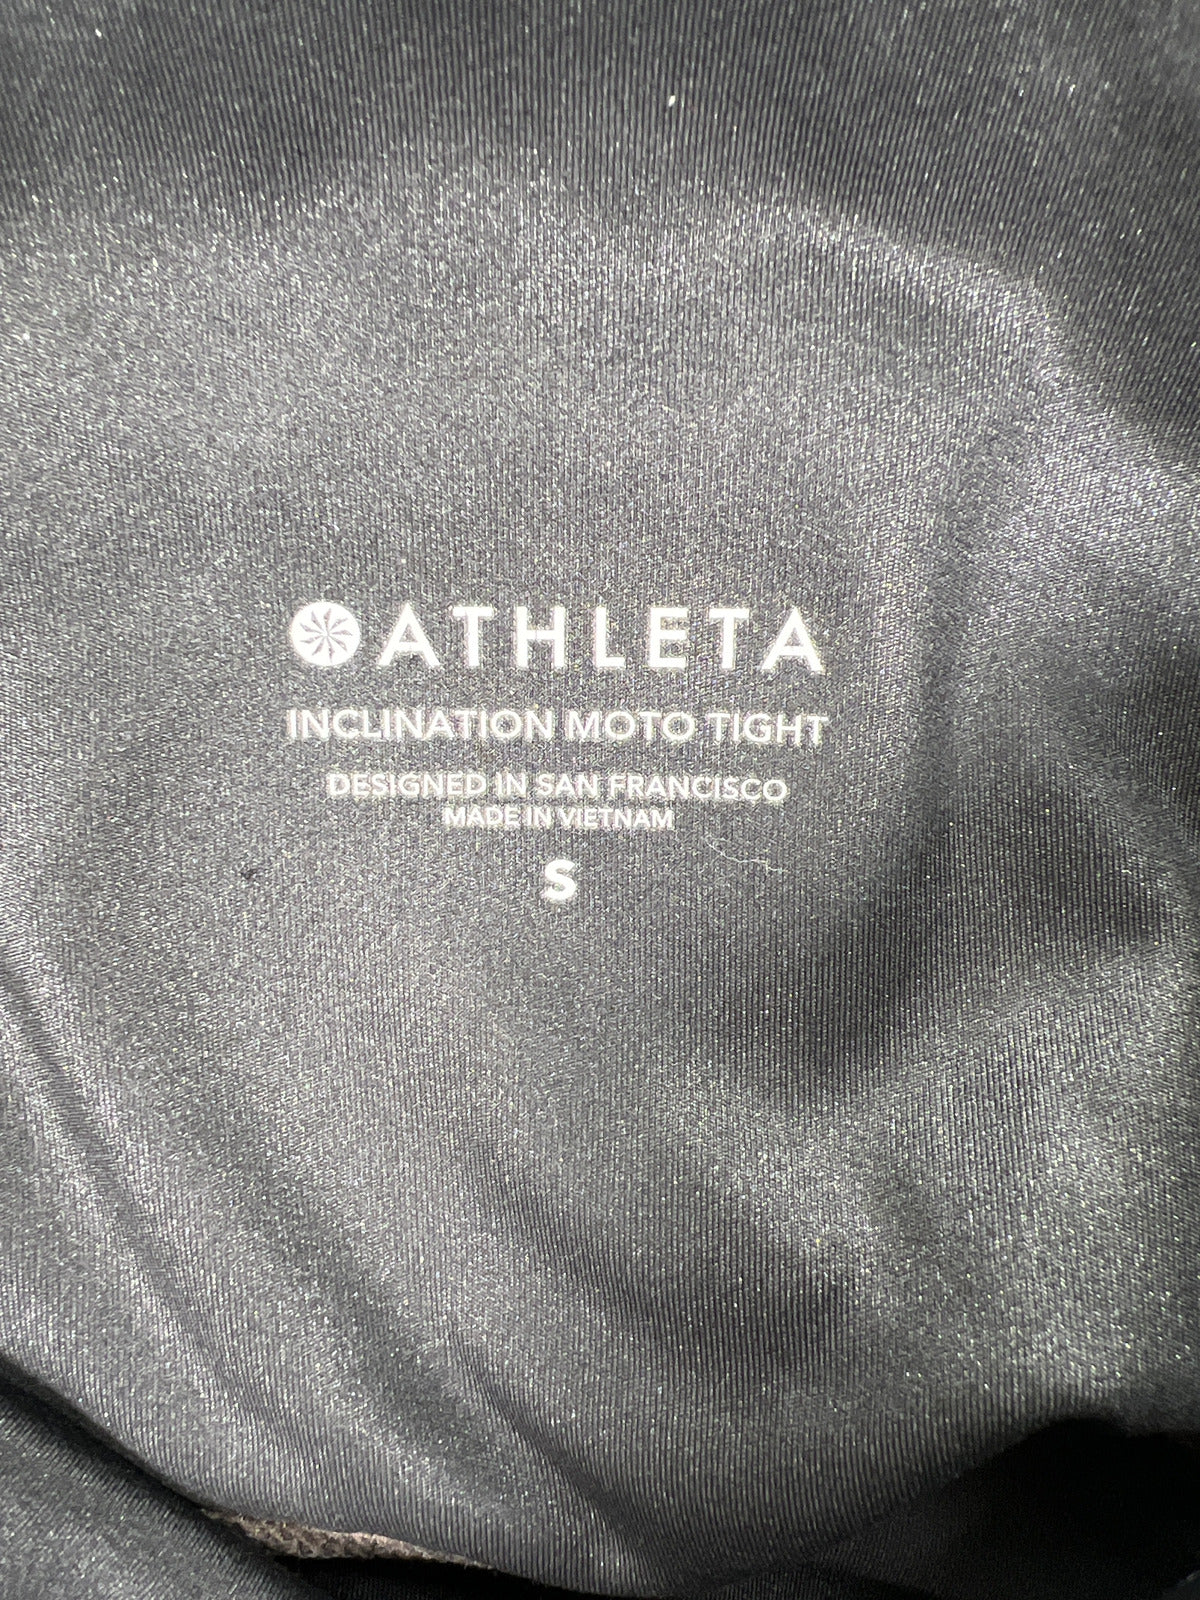 ATHLETA
INCLINATION MOTO TIGHT
DESIGNED IN SAN FRANCISCO
MADE IN VIETNAM
S